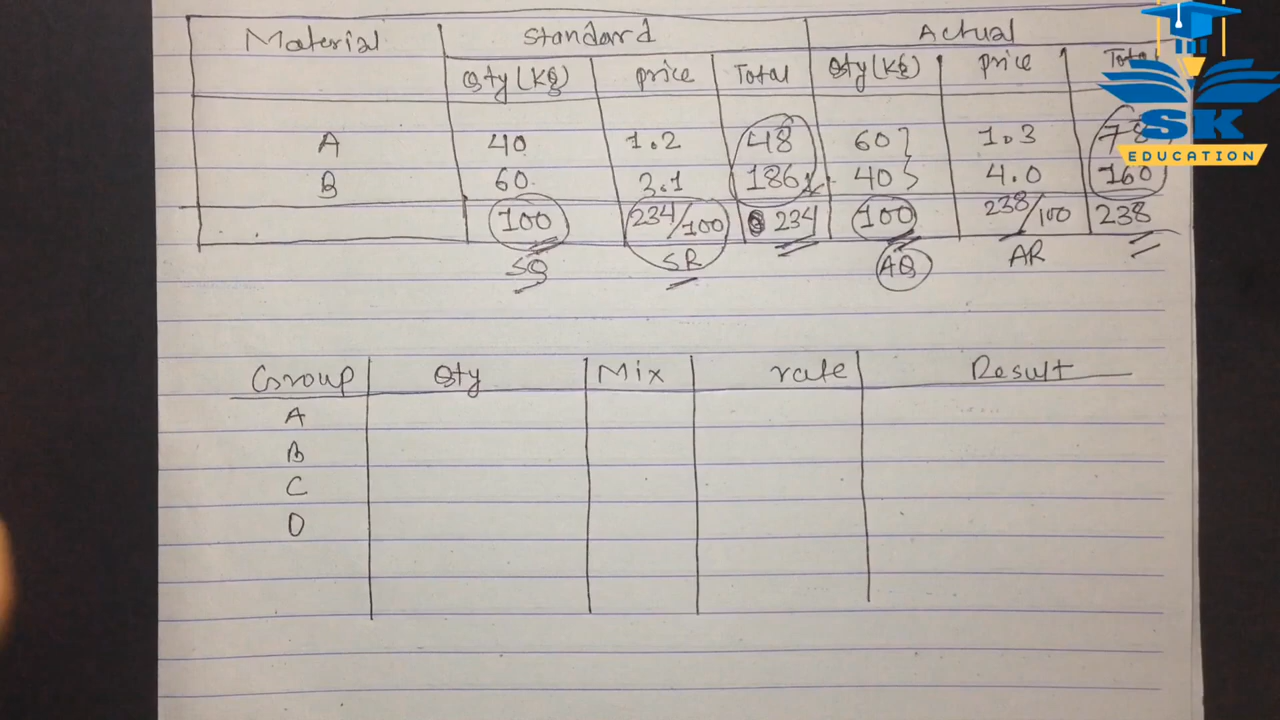 Material Standard Actual
Qty (KG) price Total Qty (KG) price Total
A 40 1.2 48 60 1.3 78
B 60 3.1 186 40 4.0 160
100 234/100 234 100 238/100 238
SQ SR AQ AR
Group Qty Mix rate Result
A
B
C
D
SK
EDUCATION